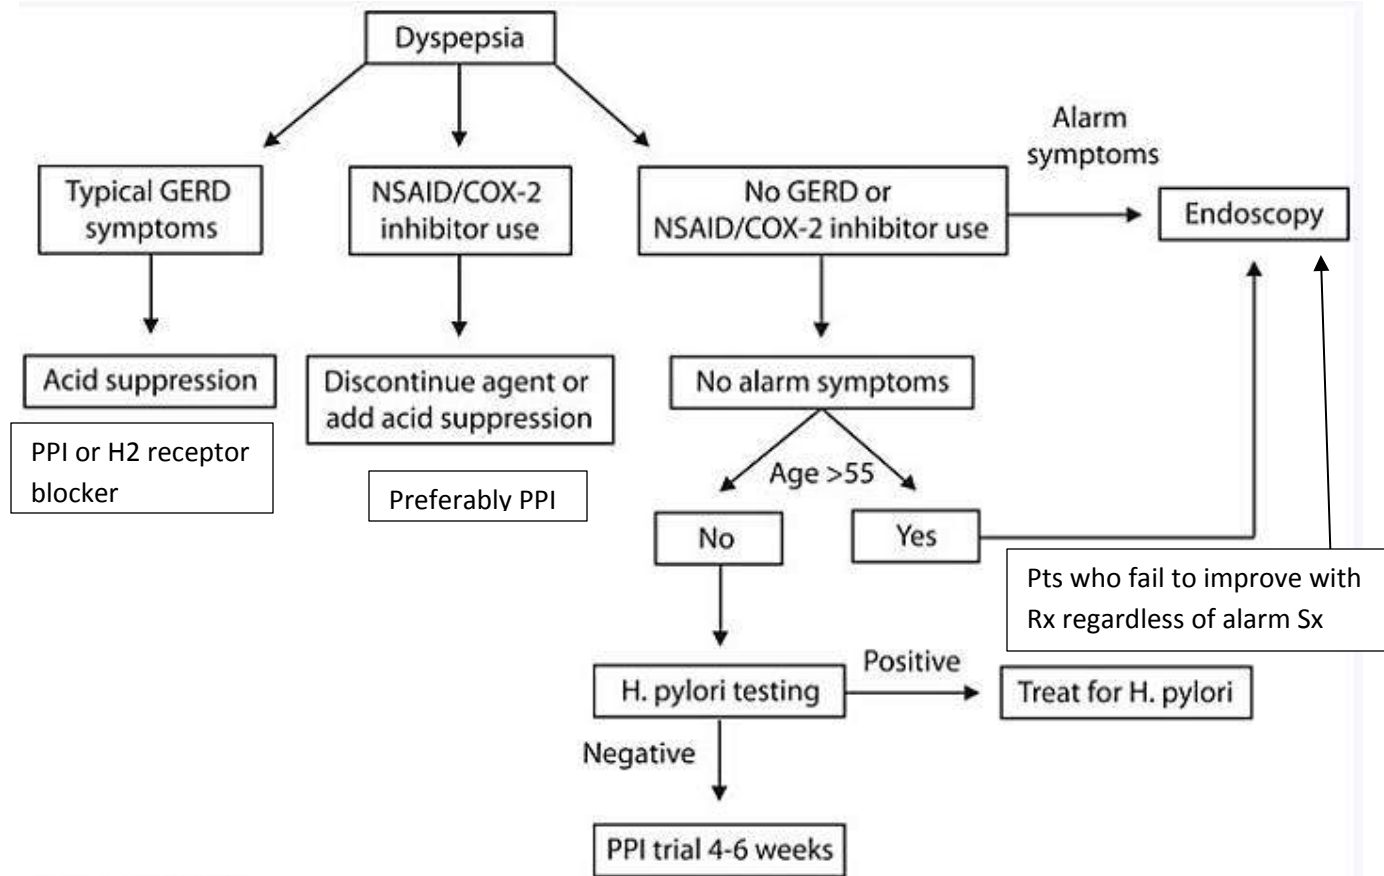 Dyspepsia
Alarm
symptoms
Typical GERD
symptoms
NSAID/COX-2
inhibitor use
No GERD or
NSAID/COX-2 inhibitor use
Endoscopy
Acid suppression
Discontinue agent or
add acid suppression
No alarm symptoms
PPI or H2 receptor
blocker
Preferably PPI
Age >55
No
Yes
Pts who fail to improve with
Rx regardless of alarm Sx
H. pylori testing
Positive
Treat for H. pylori
Negative
PPI trial 4-6 weeks